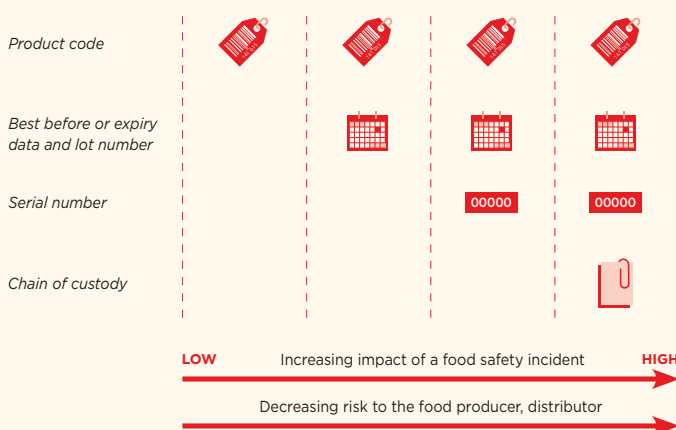 Product code
Best before or expiry
data and lot number
Serial number
00000
00000
Chain of custody
LOW
Increasing impact of a food safety incident
HIGH
Decreasing risk to the food producer, distributor